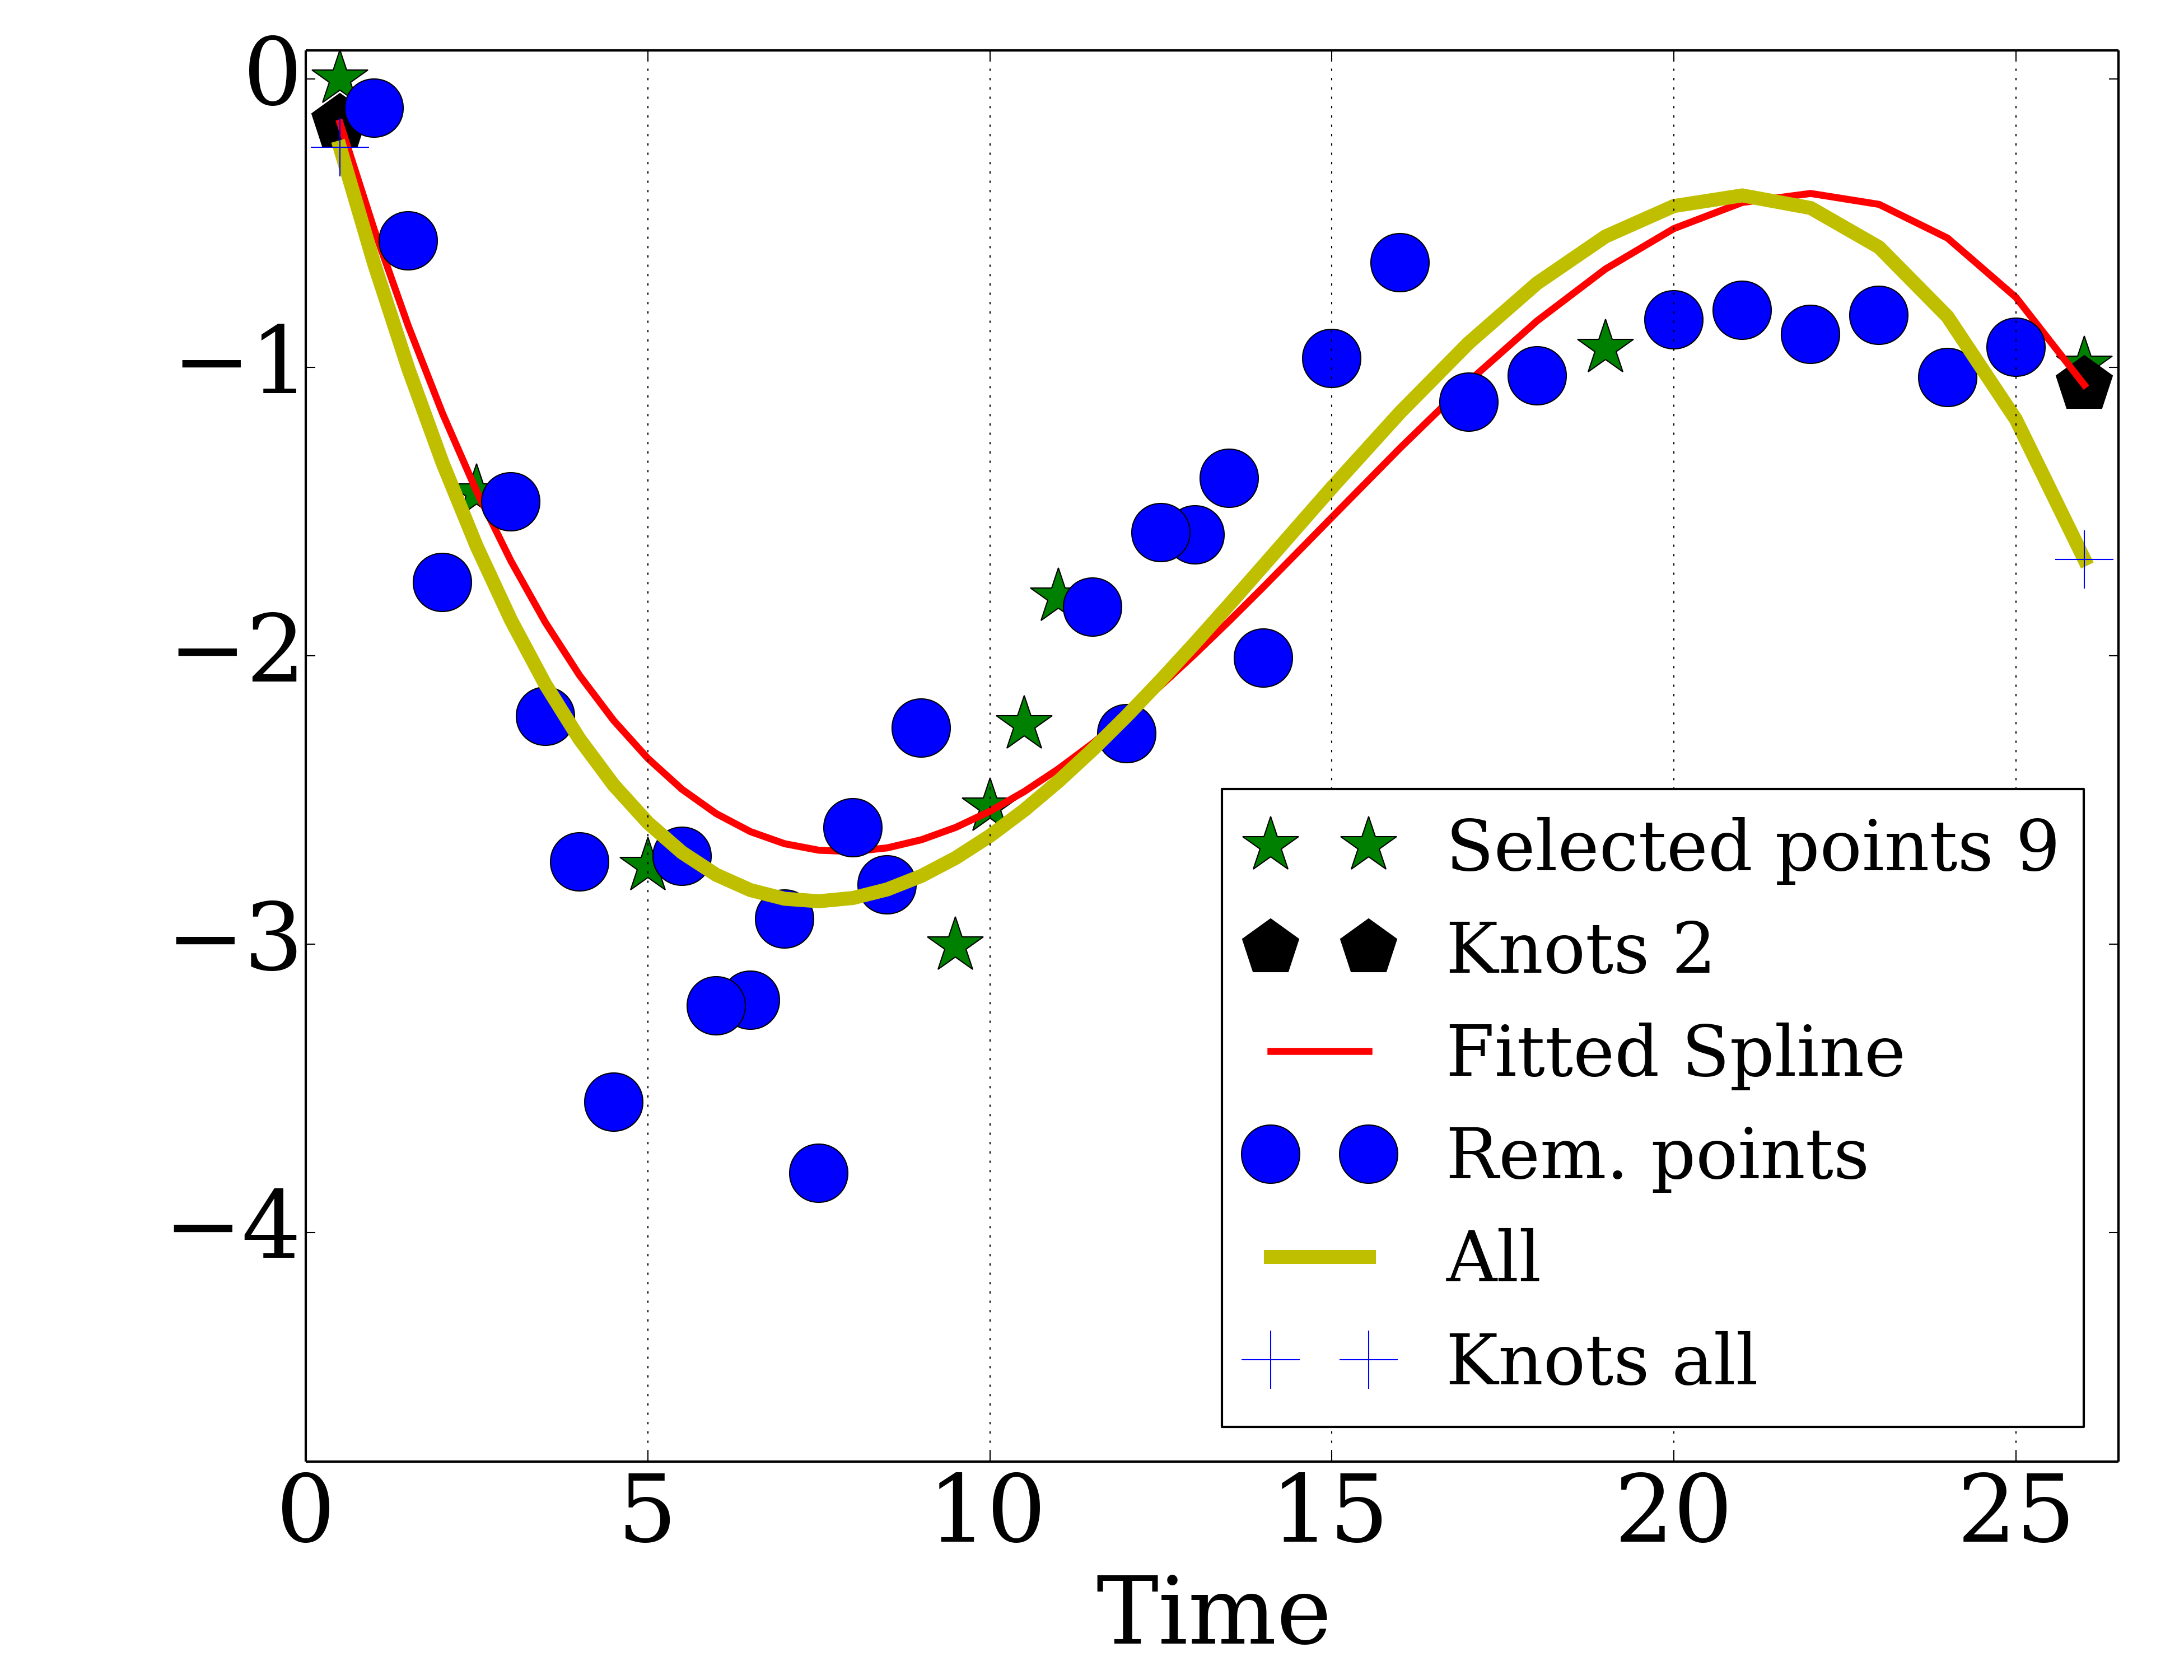 0
−1
−2
−3
−4
Selected points 9
Knots 2
Fitted Spline
Rem. points
All
Knots all
0 5 10 15 20 25
Time